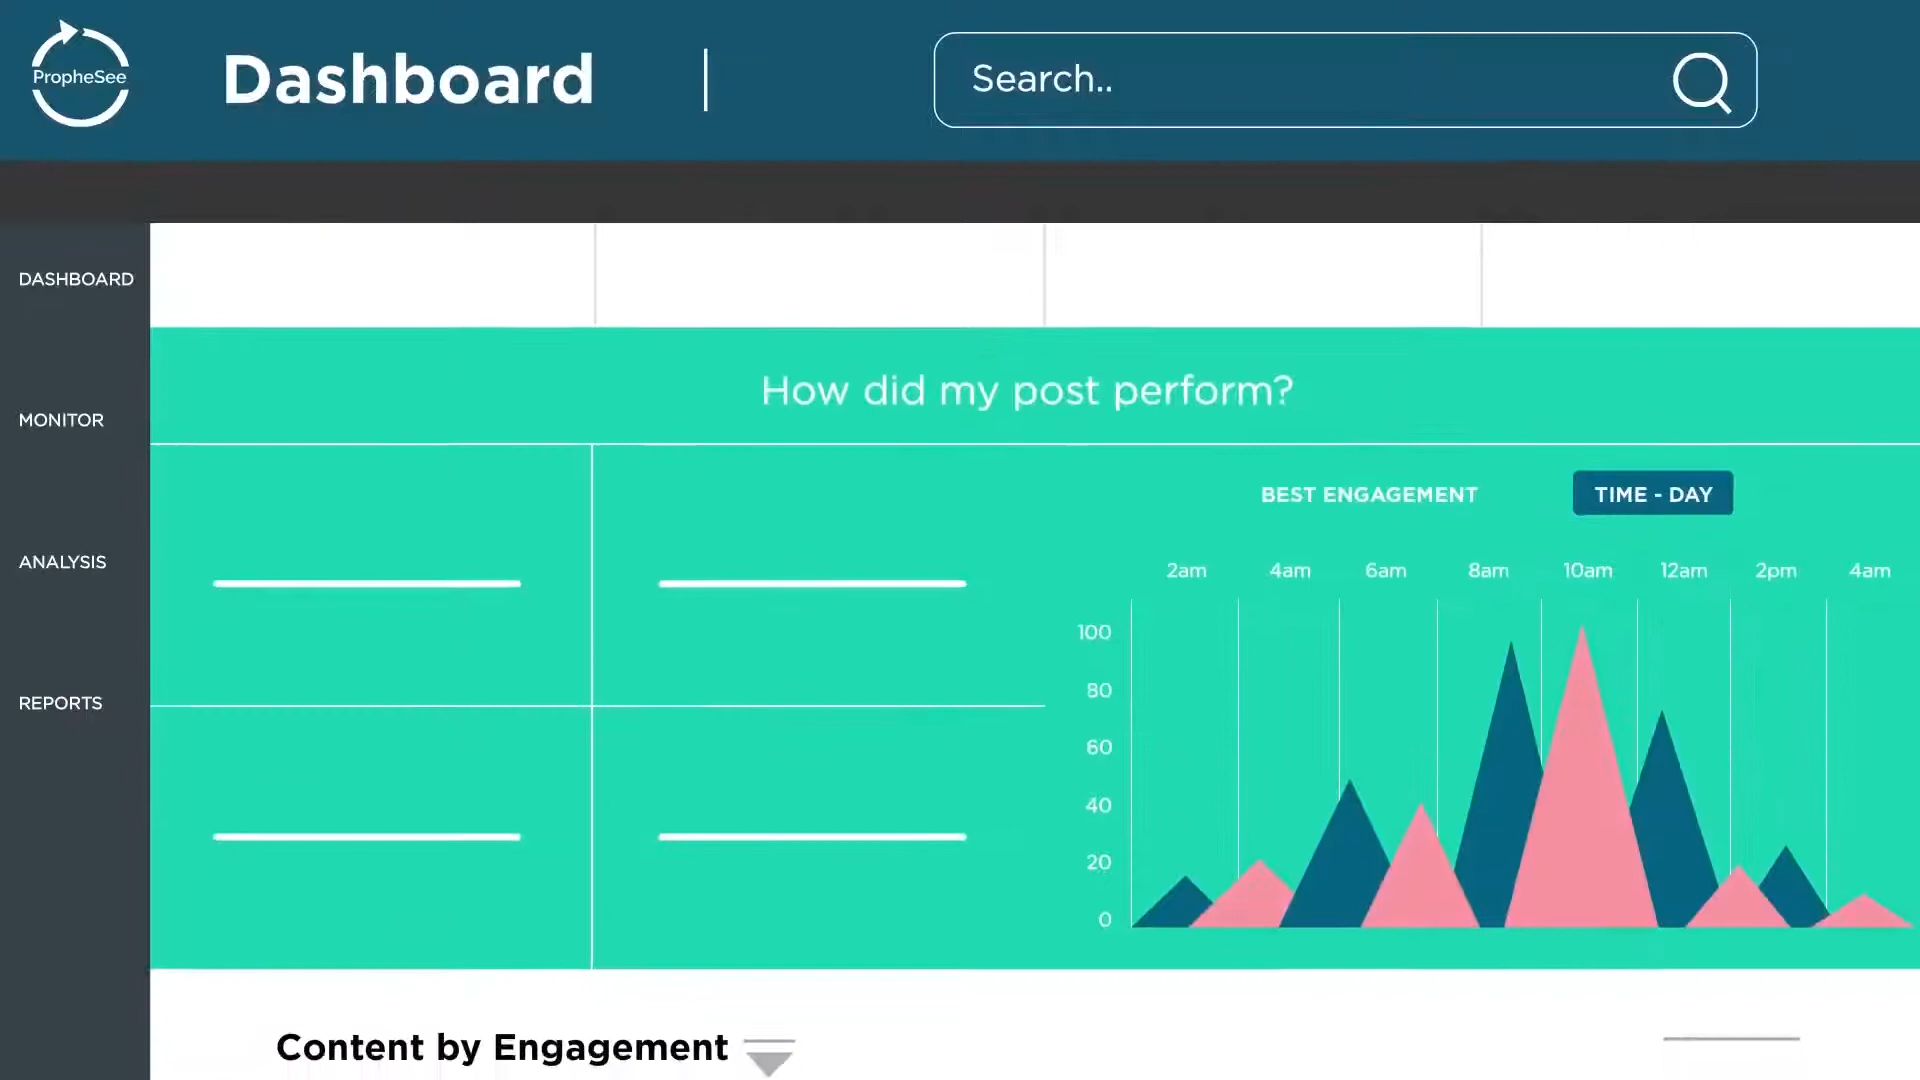 PropheSee
Dashboard
Search..
DASHBOARD
MONITOR
ANALYSIS
REPORTS
How did my post perform?
BEST ENGAGEMENT
TIME - DAY
2am 4am 6am 8am 10am 12am 2pm 4am
100
80
60
40
20
0
Content by Engagement